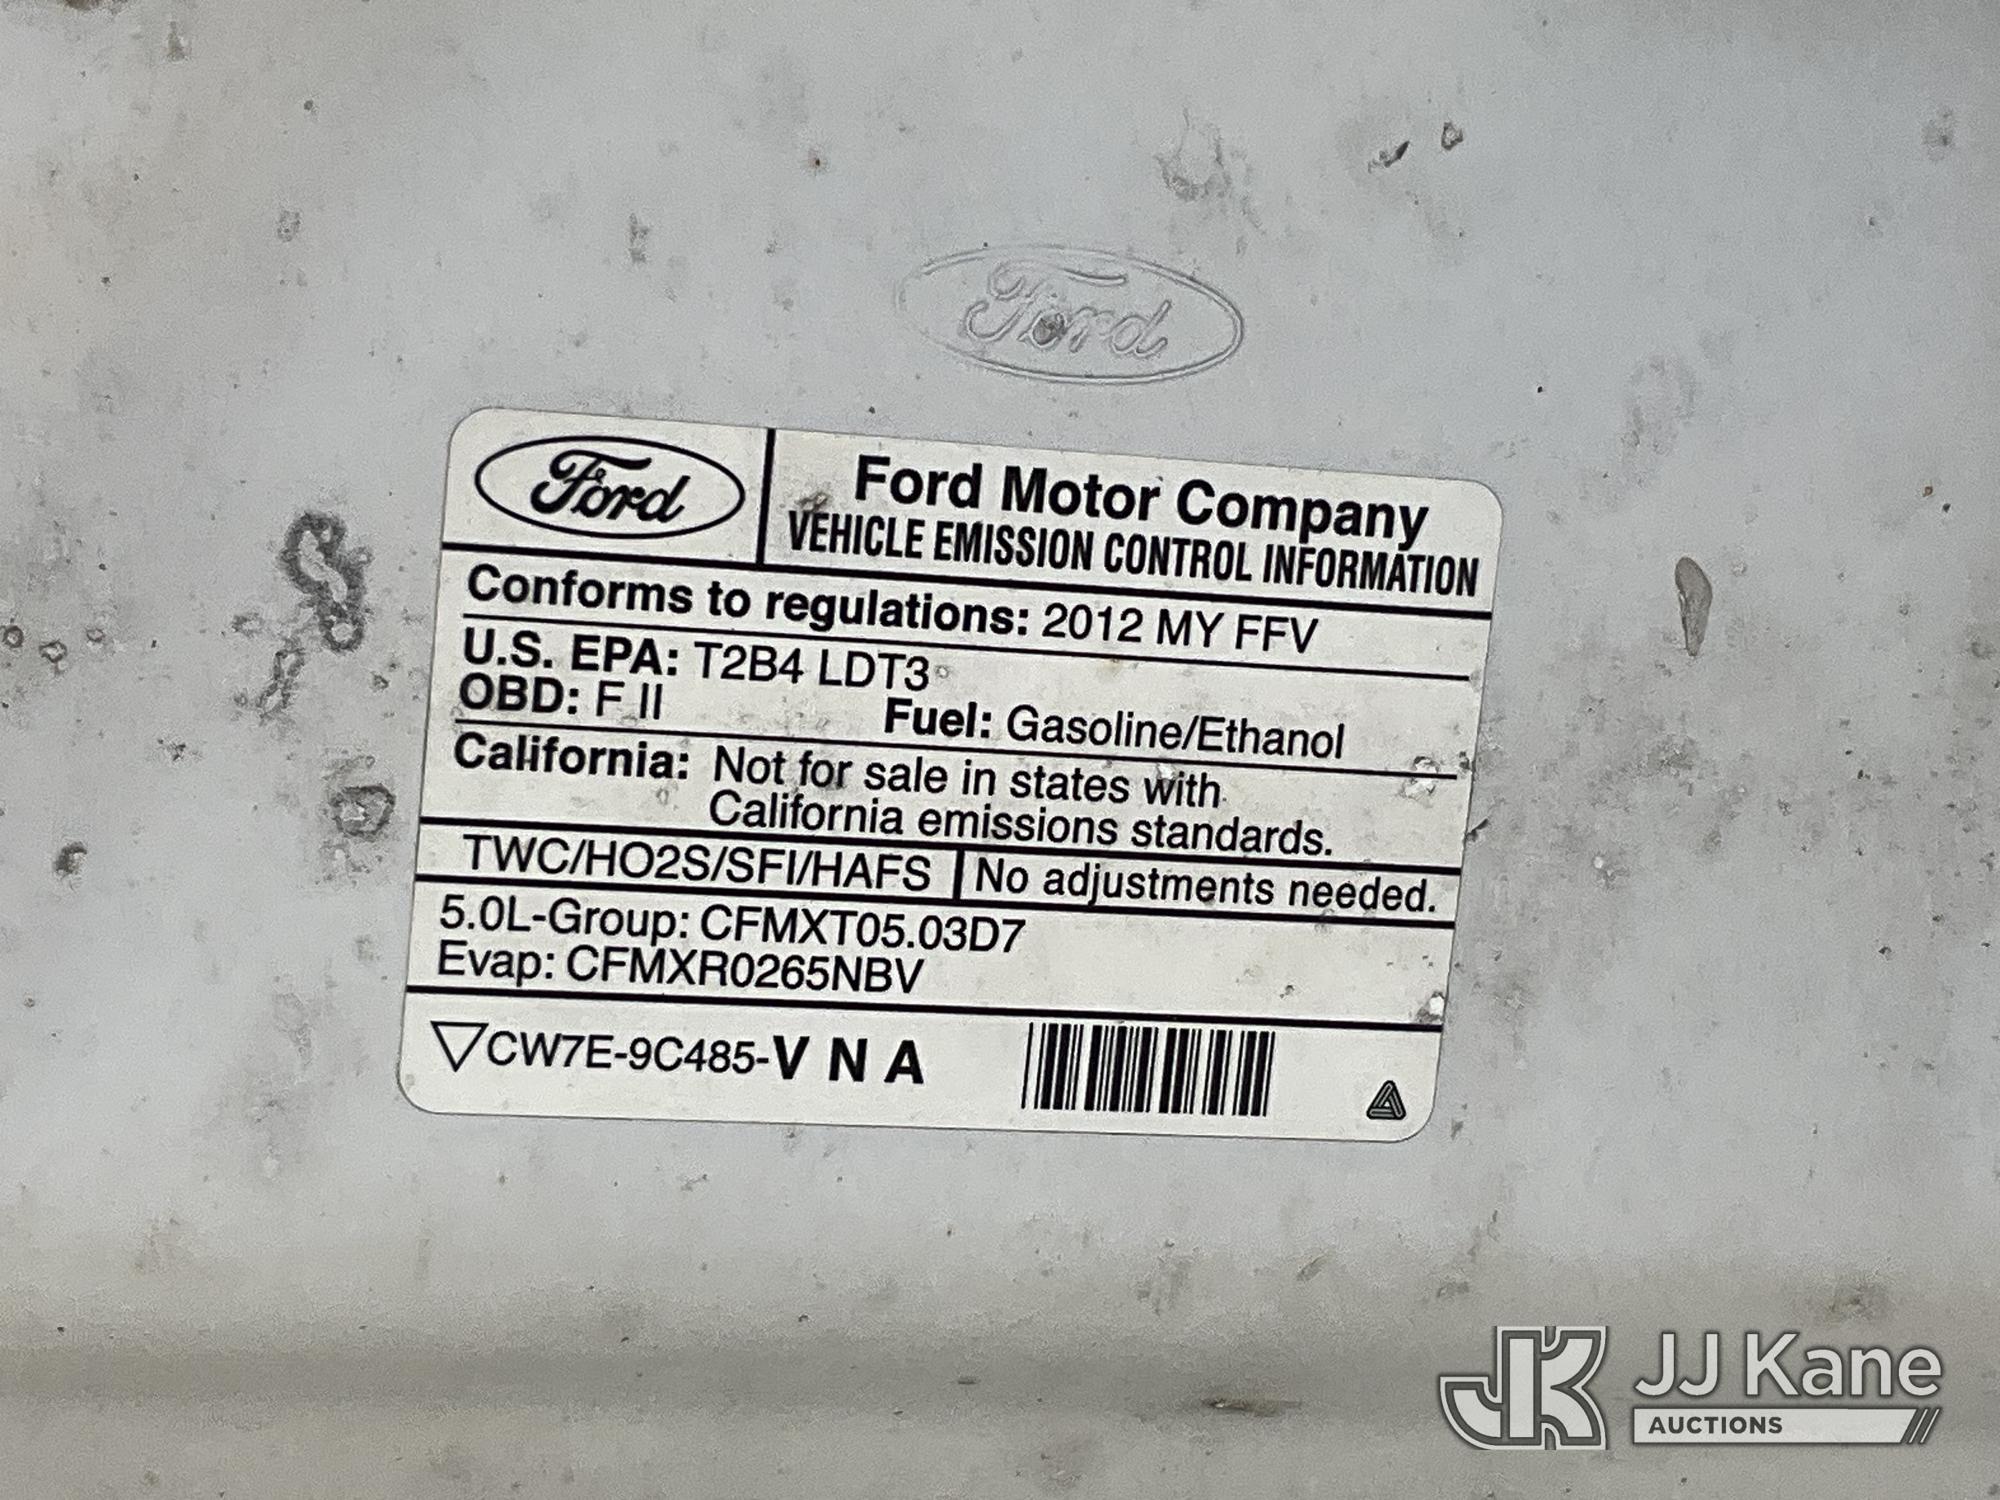 Ford
Ford
Ford Motor Company
VEHICLE EMISSION CONTROL INFORMATION
Conforms to regulations: 2012 MY FFV
U.S. EPA: T2B4 LDT3
OBD: F II Fuel: Gasoline/Ethanol
California: Not for sale in states with
California emissions standards.
TWC/HO2S/SFI/HAFS No adjustments needed.
5.0L-Group: CFMXT05.03D7
Evap: CFMXR0265NBV
CW7E-9C485-V N A
JK JJ Kane
AUCTIONS